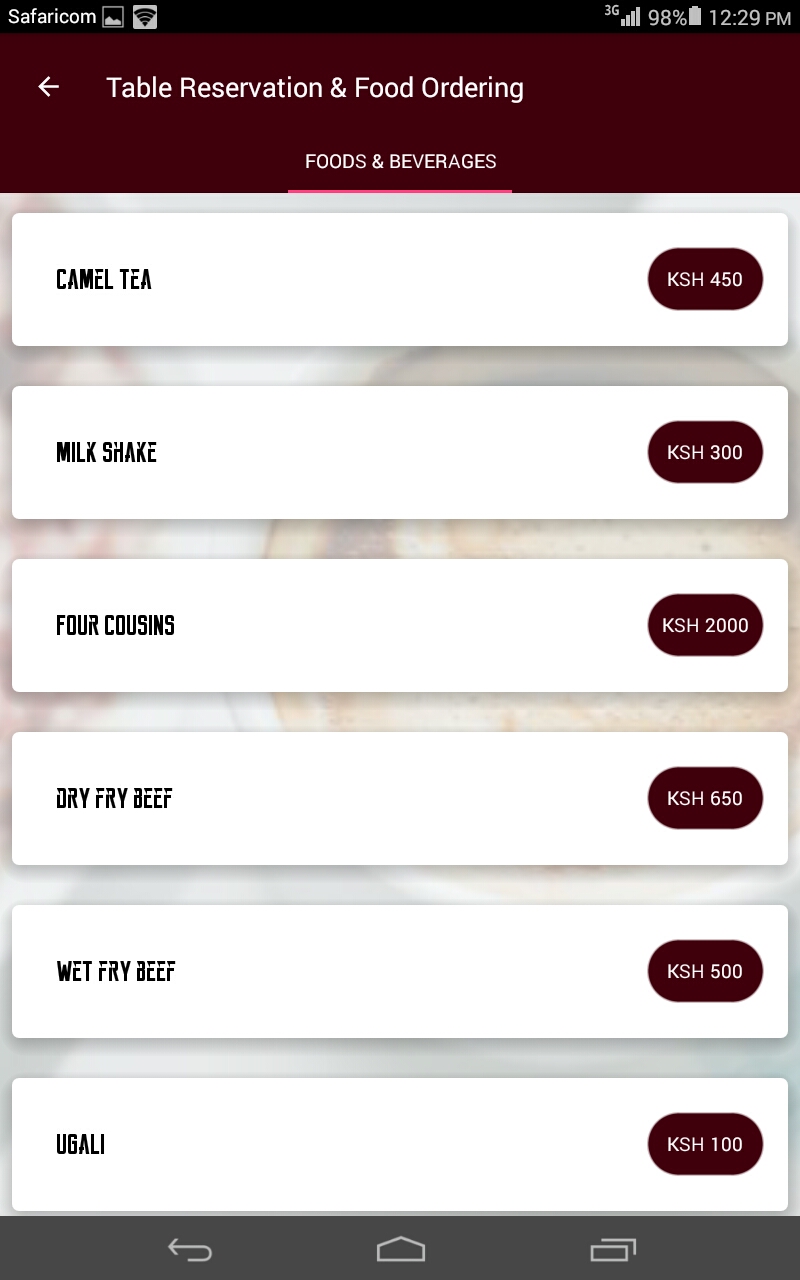 Safaricom 3G 98% 12:29 PM
Table Reservation & Food Ordering
FOODS & BEVERAGES
CAMEL TEA KSH 450
MILK SHAKE KSH 300
FOUR COUSINS KSH 2000
DRY FRY BEEF KSH 650
WET FRY BEEF KSH 500
UGALI KSH 100